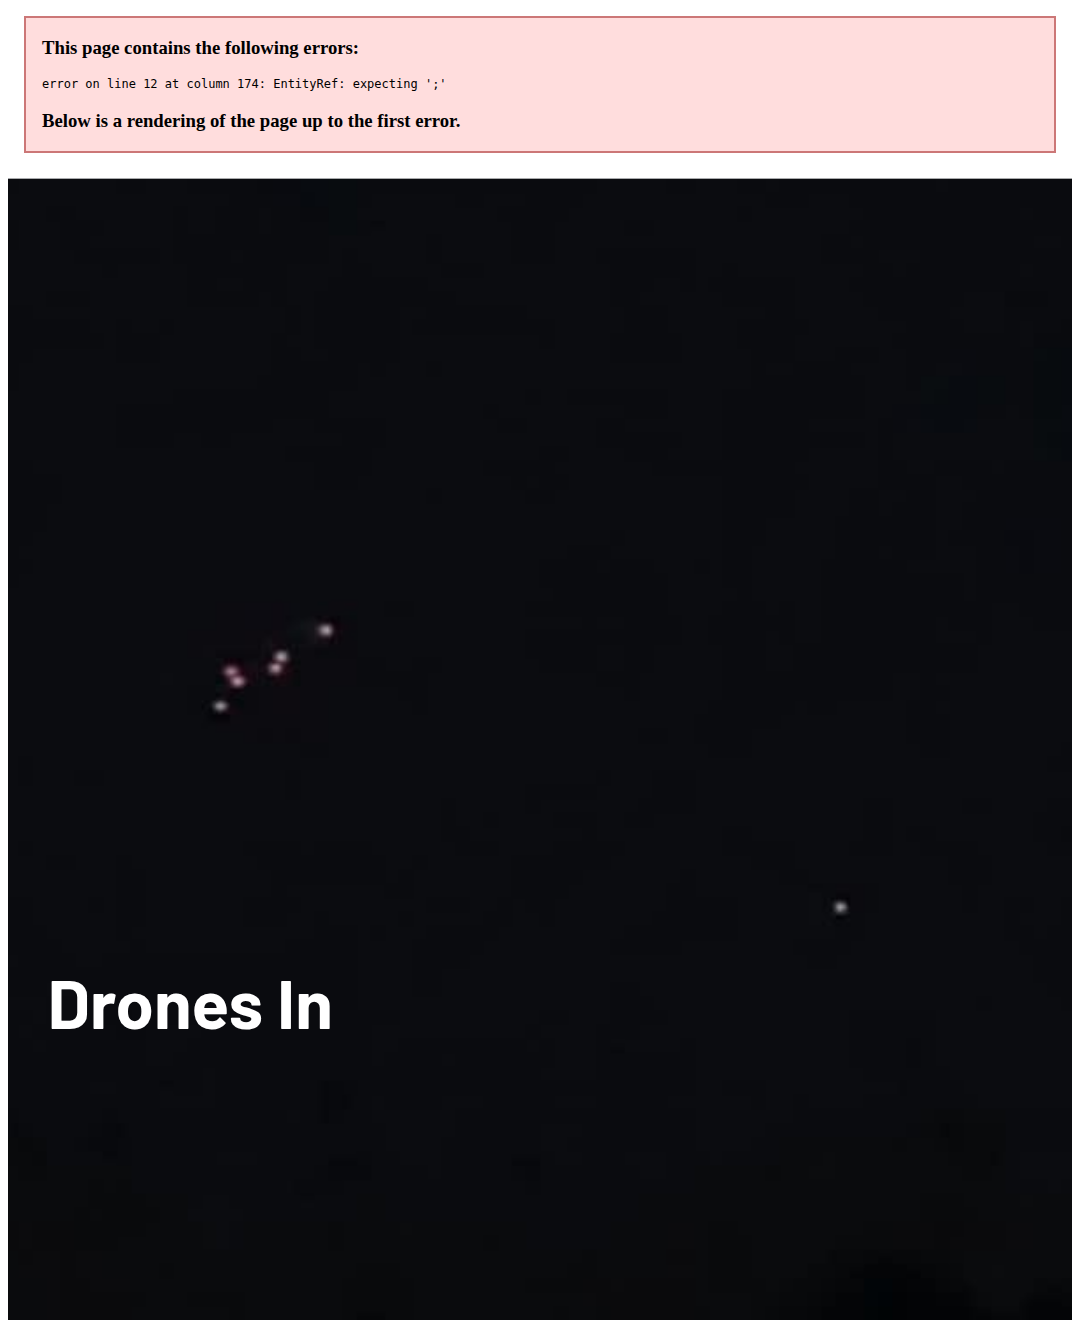 This page contains the following errors:
error on line 12 at column 174: EntityRef: expecting ';'
Below is a rendering of the page up to the first error.
Drones In